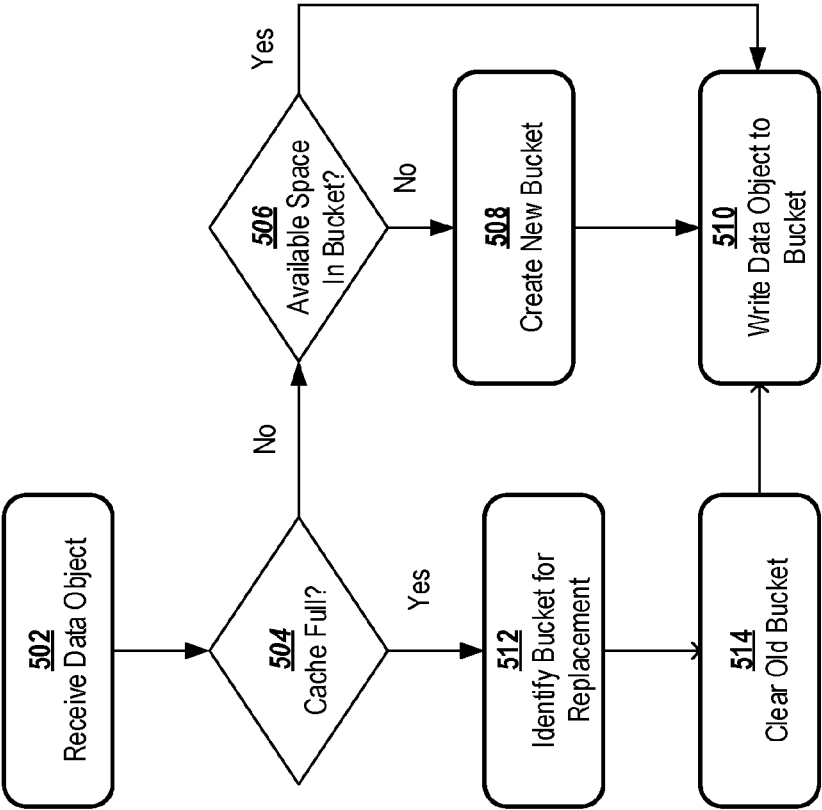 502
Receive Data Object
504
Cache Full?
No
Yes
506
Available Space
In Bucket?
Yes
No
508
Create New Bucket
510
Write Data Object to
Bucket
512
Identify Bucket for
Replacement
514
Clear Old Bucket